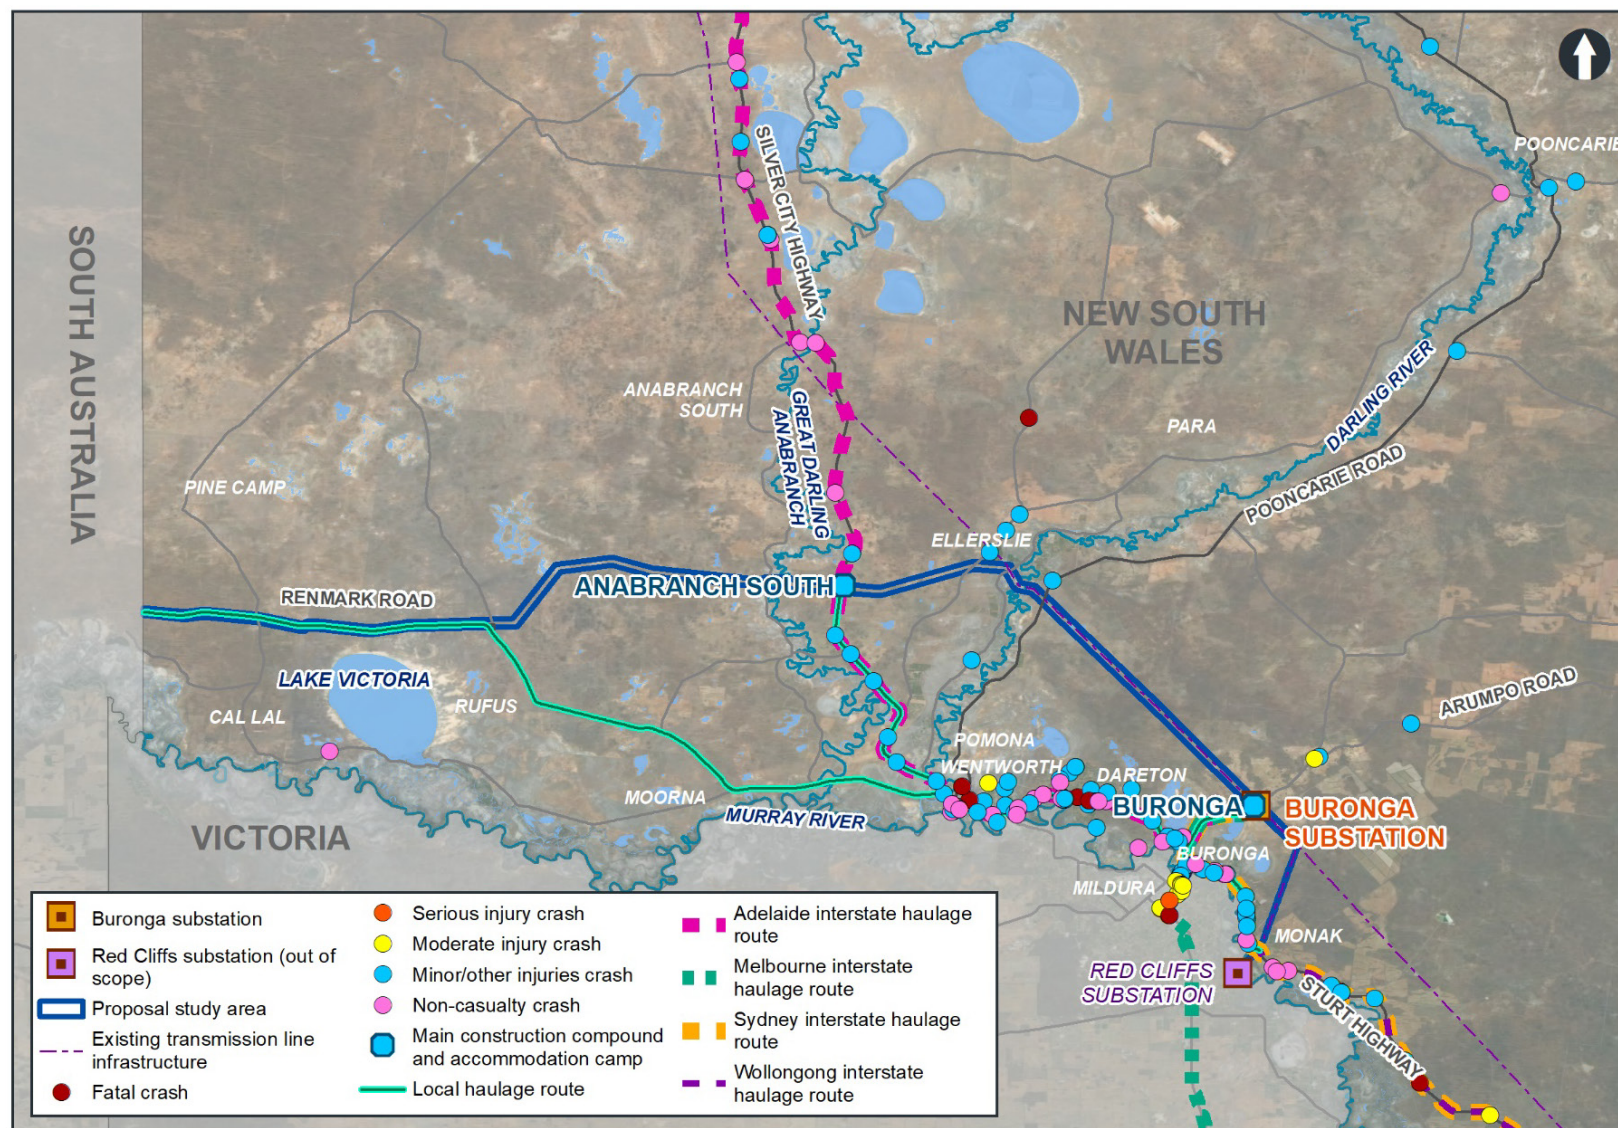 SILVER CITY HIGHWAY
POONCARIE
SOUTH AUSTRALIA
NEW SOUTH
WALES
DARLING RIVER
ANABRANCH
SOUTH
GREAT DARLING
ANABRANCH
PARA
PINE CAMP
POONCARIE ROAD
ELLERSLIE
ANABRANCH SOUTH
RENMARK ROAD
LAKE VICTORIA
RUFUS
CAL LAL
ARUMPO ROAD
POMONA
WENTWORTH
DARETON
MOORNA
MURRAY RIVER
BURONGA
BURONGA
SUBSTATION
VICTORIA
BURONGA
MILDURA
MONAK
RED CLIFFS
SUBSTATION
STURT HIGHWAY
Buronga substation
Red Cliffs substation (out of
scope)
Proposal study area
Existing transmission line
infrastructure
Fatal crash
Serious injury crash
Moderate injury crash
Minor/other injuries crash
Non-casualty crash
Main construction compound
and accommodation camp
Local haulage route
Adelaide interstate haulage
route
Melbourne interstate
haulage route
Sydney interstate haulage
route
Wollongong interstate
haulage route